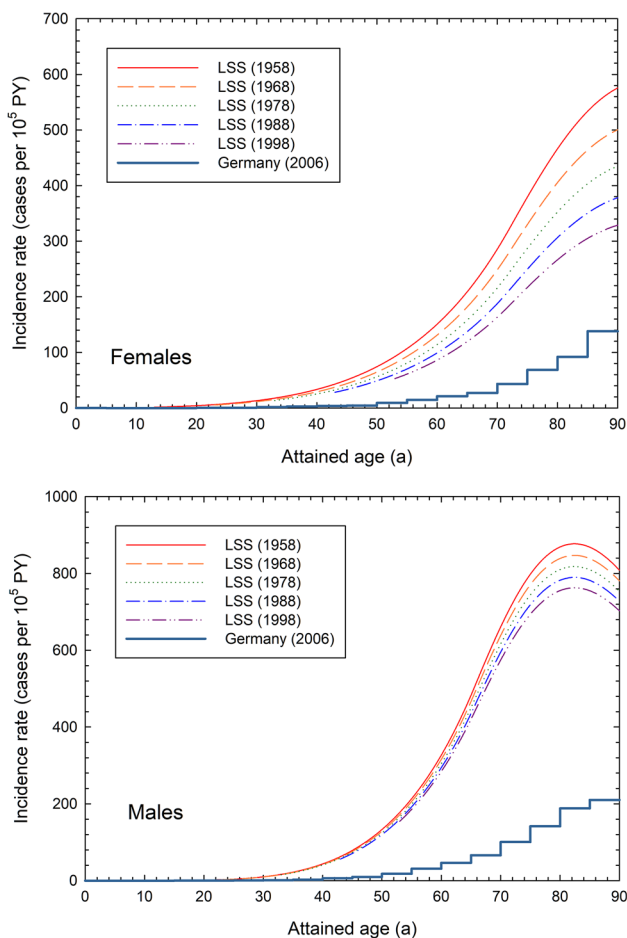 700
600
500
400
300
200
100
0
Incidence rate (cases per 10⁵ PY)
LSS (1958)
LSS (1968)
LSS (1978)
LSS (1988)
LSS (1998)
Germany (2006)
Females
0 10 20 30 40 50 60 70 80 90
Attained age (a)
1000
800
600
400
200
0
Incidence rate (cases per 10⁵ PY)
LSS (1958)
LSS (1968)
LSS (1978)
LSS (1988)
LSS (1998)
Germany (2006)
Males
0 10 20 30 40 50 60 70 80 90
Attained age (a)